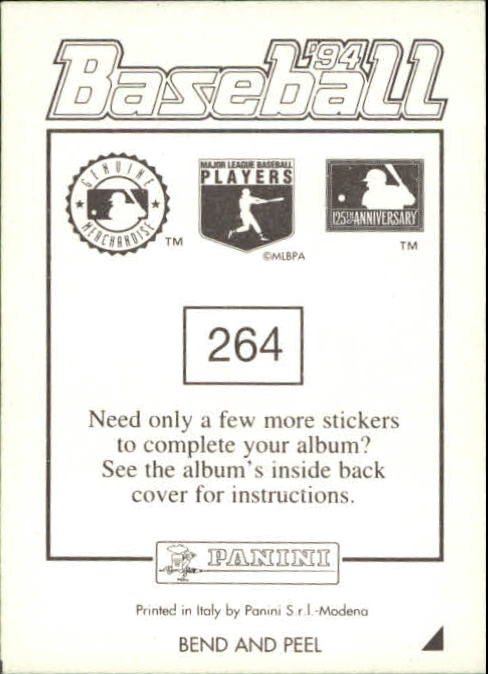 Baseball '94
GENUINE MERCHANDISE
TM
MAJOR LEAGUE BASEBALL
PLAYERS
©MLBPA
125TH ANNIVERSARY
TM
264
Need only a few more stickers
to complete your album?
See the album's inside back
cover for instructions.
PANINI
Printed in Italy by Panini S.r.l.-Modena
BEND AND PEEL